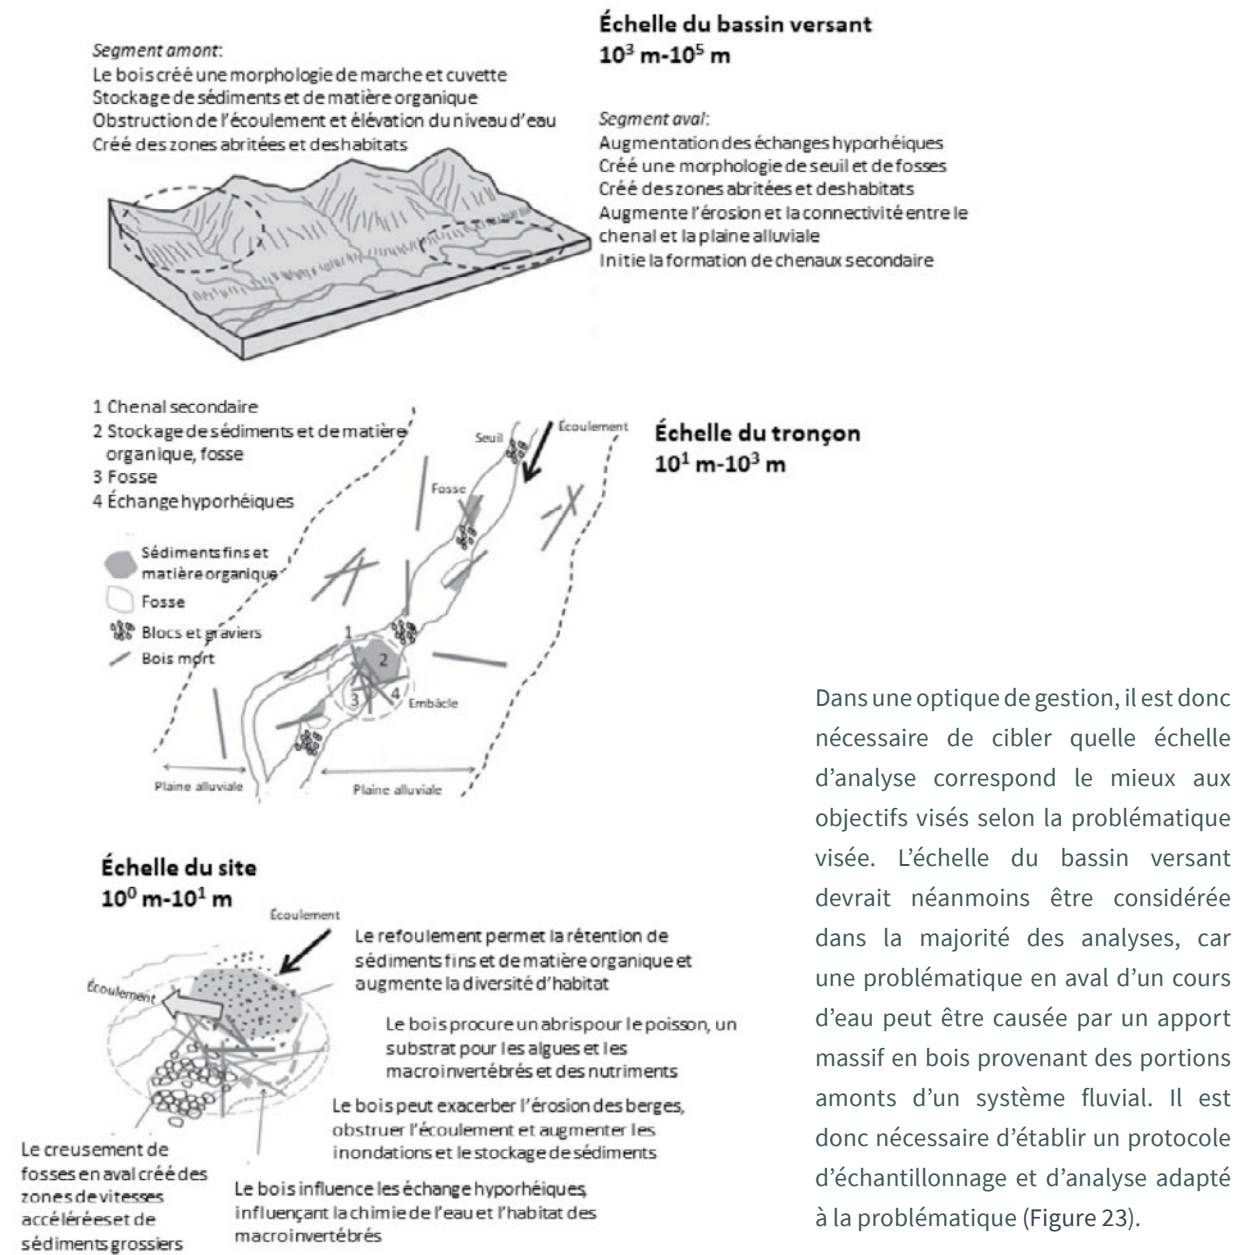 Échelle du bassin versant
10³ m-10⁵ m
Segment amont:
Le bois créé une morphologie de marche et cuvette
Stockage de sédiments et de matière organique
Obstruction de l'écoulement et élévation du niveau d'eau
Créé des zones abritées et des habitats
Segment aval:
Augmentation des échanges hyporhéiques
Créé une morphologie de seuil et de fosses
Créé des zones abritées et des habitats
Augmente l'érosion et la connectivité entre le
chenal et la plaine alluviale
Initie la formation de chenaux secondaire
1 Chenal secondaire
2 Stockage de sédiments et de matière
organique, fosse
3 Fosse
4 Échange hyporhéiques
Sédiments fins et
matière organique
Fosse
Blocs et graviers
Bois mort
Échelle du tronçon
10¹ m-10³ m
Écoulement
Seuil
Fosse
1
2
3
4
Embâcle
Plaine alluviale
Plaine alluviale
Échelle du site
10⁰ m-10¹ m
Écoulement
Écoulement
Le refoulement permet la rétention de
sédiments fins et de matière organique et
augmente la diversité d'habitat
Le bois procure un abris pour le poisson, un
substrat pour les algues et les
macroinvertébrés et des nutriments
Le bois peut exacerber l'érosion des berges,
obstruer l'écoulement et augmenter les
inondations et le stockage de sédiments
Le creusement de
fosses en aval créé des
zones de vitesses
accélérées et de
sédiments grossiers
Le bois influence les échange hyporhéiques,
influençant la chimie de l'eau et l'habitat des
macroinvertébrés
Dans une optique de gestion, il est donc
nécessaire de cibler quelle échelle
d'analyse correspond le mieux aux
objectifs visés selon la problématique
visée. L'échelle du bassin versant
devrait néanmoins être considérée
dans la majorité des analyses, car
une problématique en aval d'un cours
d'eau peut être causée par un apport
massif en bois provenant des portions
amonts d'un système fluvial. Il est
donc nécessaire d'établir un protocole
d'échantillonnage et d'analyse adapté
à la problématique (Figure 23).